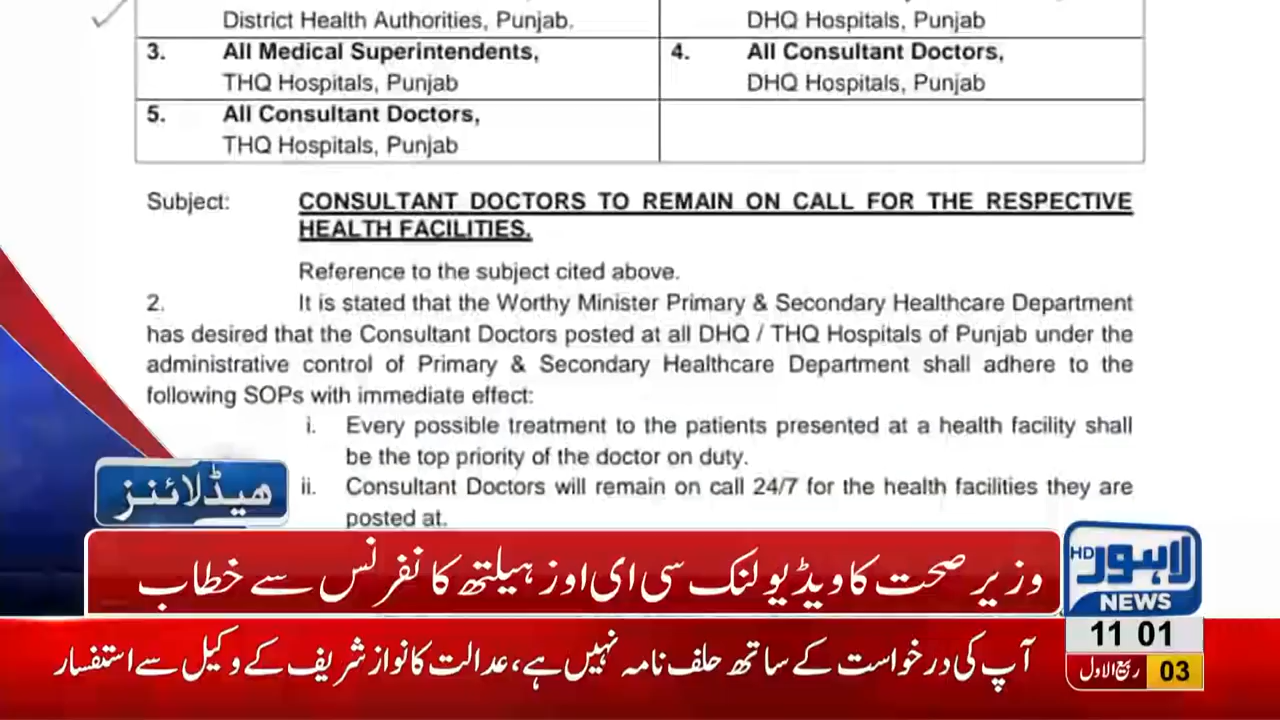 District Health Authorities, Punjab.
DHQ Hospitals, Punjab
3. All Medical Superintendents,
THQ Hospitals, Punjab
4. All Consultant Doctors,
DHQ Hospitals, Punjab
5. All Consultant Doctors,
THQ Hospitals, Punjab
Subject: CONSULTANT DOCTORS TO REMAIN ON CALL FOR THE RESPECTIVE
HEALTH FACILITIES.
Reference to the subject cited above.
2. It is stated that the Worthy Minister Primary & Secondary Healthcare Department
has desired that the Consultant Doctors posted at all DHQ / THQ Hospitals of Punjab under the
administrative control of Primary & Secondary Healthcare Department shall adhere to the
following SOPs with immediate effect:
i. Every possible treatment to the patients presented at a health facility shall
be the top priority of the doctor on duty.
ii. Consultant Doctors will remain on call 24/7 for the health facilities they are
posted at.
ہیڈلائنز
وزیر صحت کا ویڈیو لنک سی ای اوز ہیلتھ کانفرنس سے خطاب
لاہور HD
NEWS
11 01
آپ کی درخواست کے ساتھ حلف نامہ نہیں ہے، عدالت کا نواز شریف کے وکیل سے استفسار
03 ربیع الاول